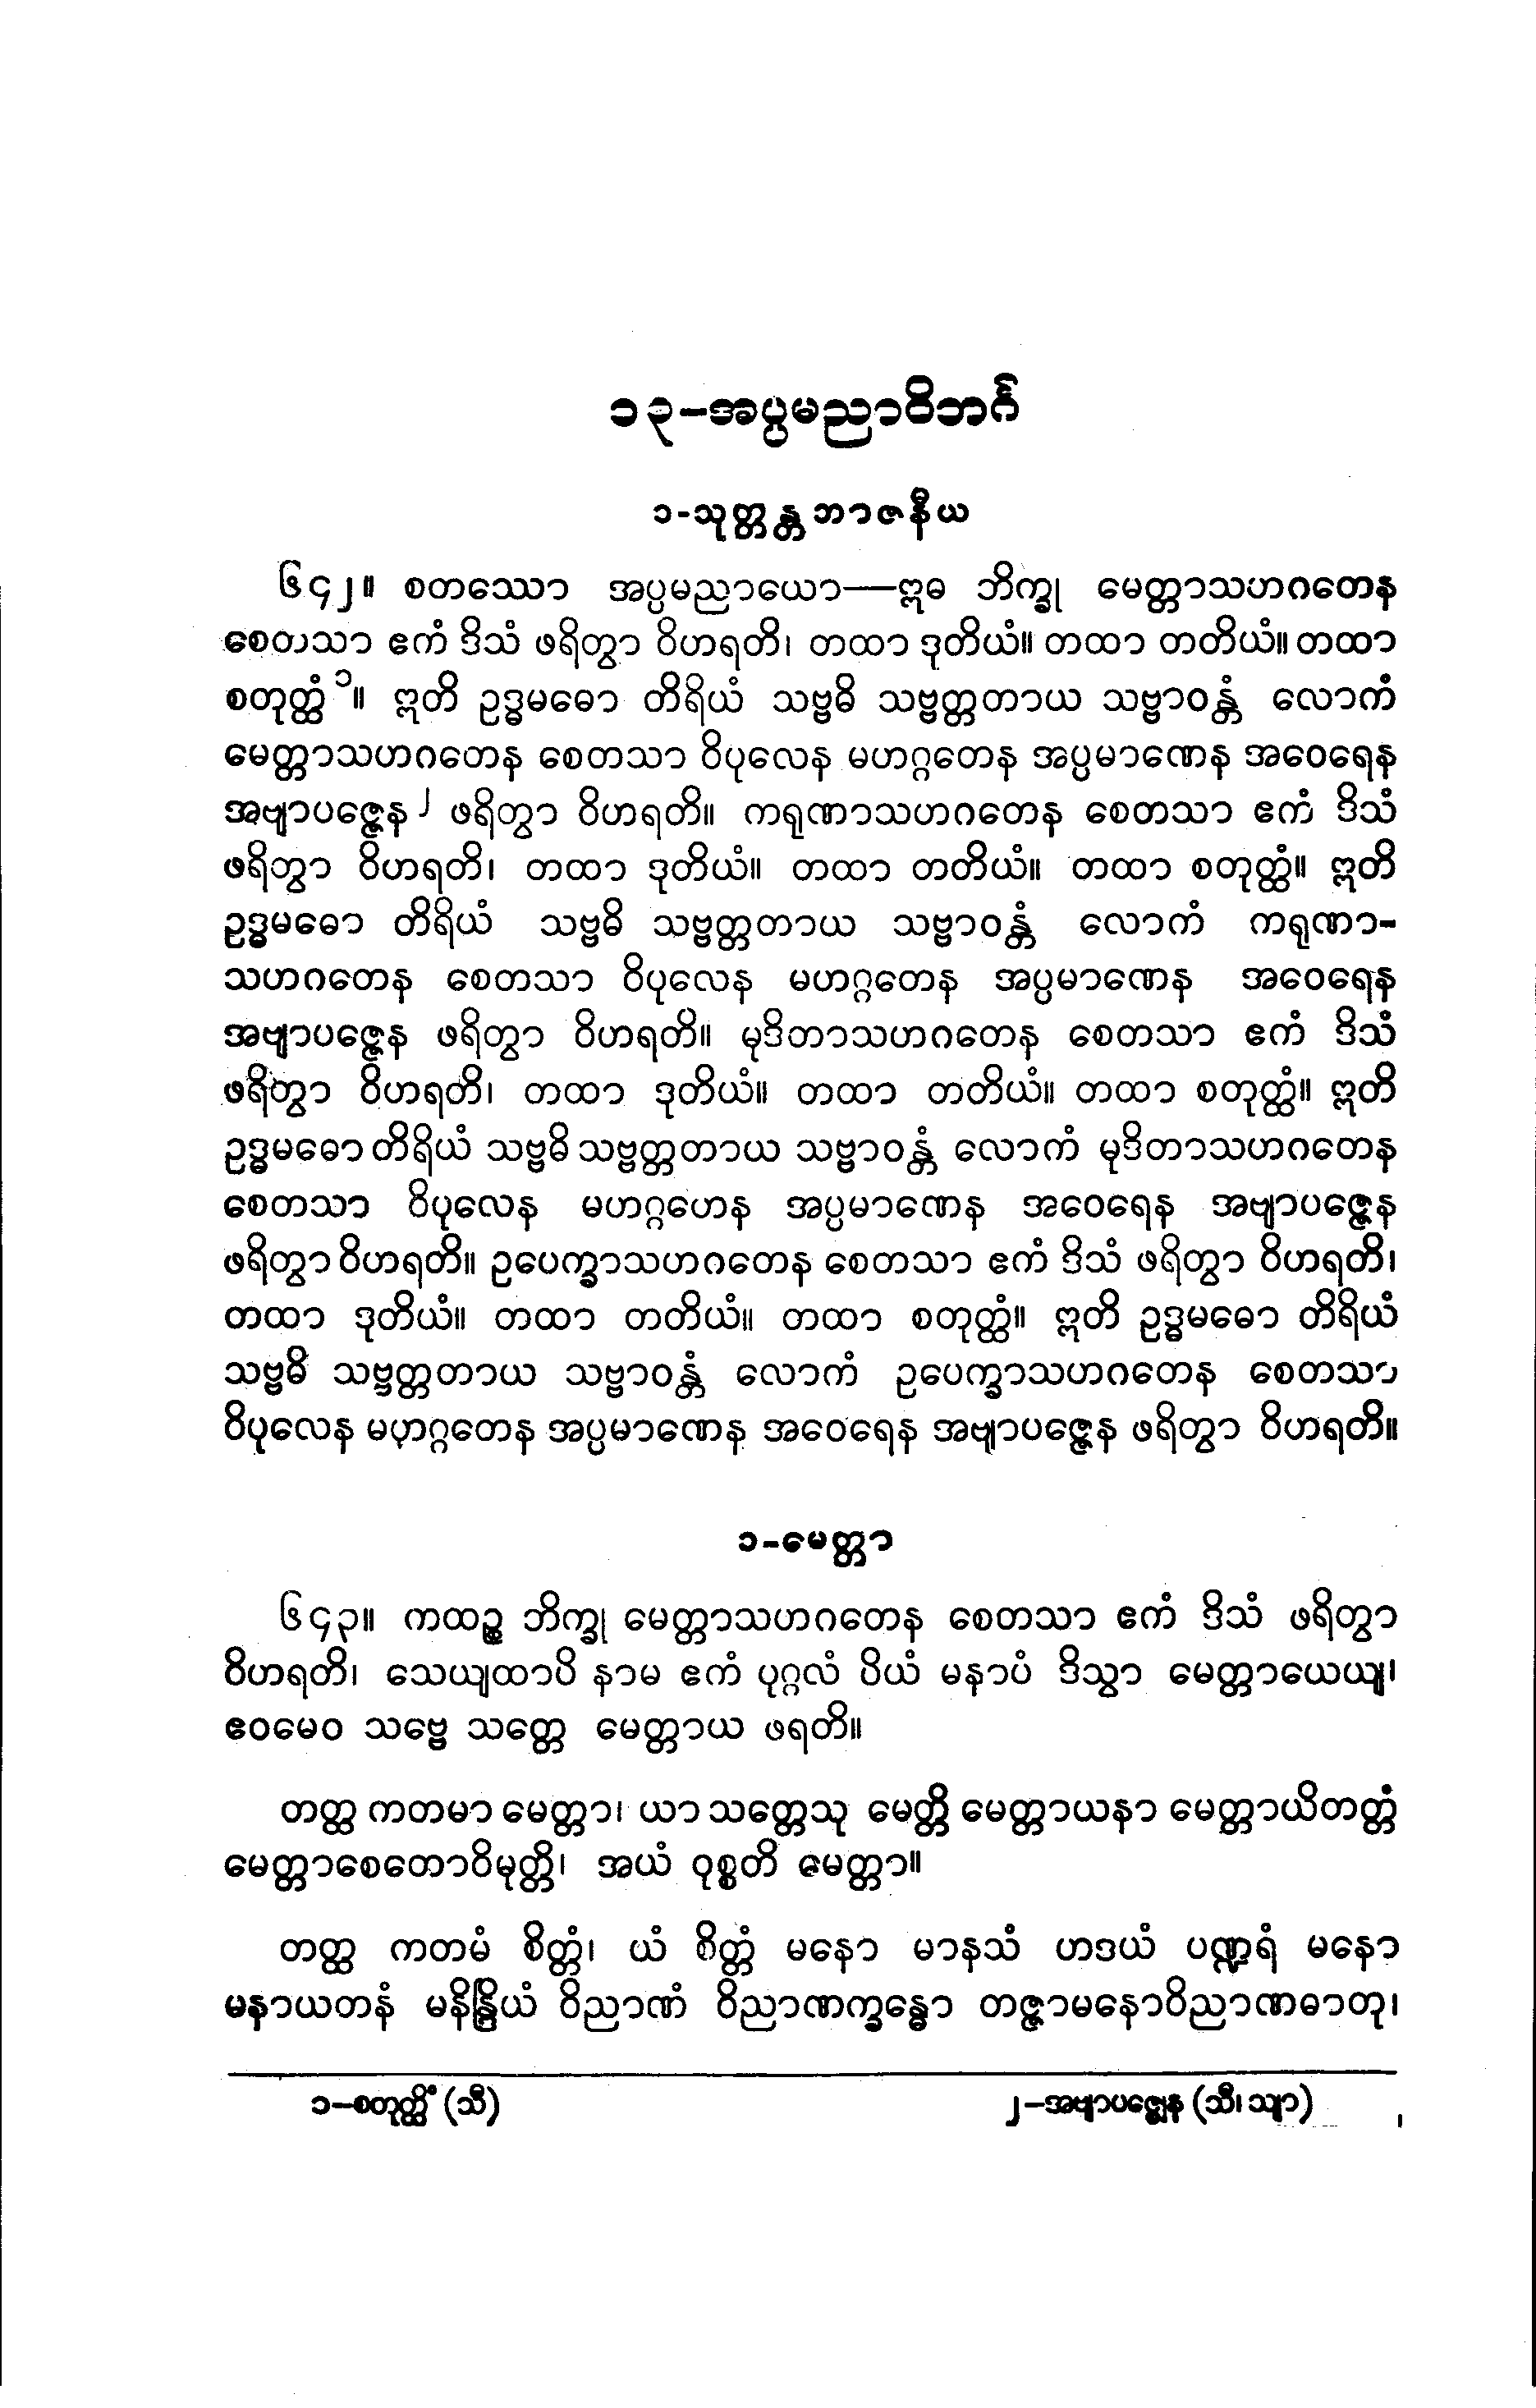 ၁၃-အပ္ပမညာဝိဘင်္ဂ
၁-သုတ္တန္တဘာဇနီယ
၆၄၂။ စတသ္သော အပ္ပမညာယော—ဣဓ ဘိက္ခု မေတ္တာသဟဂတေန
စေတသာ ဧကံ ဒိသံ ဖရိတွာ ဝိဟရတိ၊ တထာ ဒုတိယံ။ တထာ တတိယံ။ တထာ
စတုတ္ထံ ၁။ ဣတိ ဥဒ္ဓမဓော တိရိယံ သဗ္ဗဓိ သဗ္ဗတ္တတာယ သဗ္ဗာဝန္တံ လောကံ
မေတ္တာသဟဂတေန စေတသာ ဝိပုလေန မဟဂ္ဂတေန အပ္ပမာဏေန အဝေရေန
အဗျာပဇ္ဇေန ၂ ဖရိတွာ ဝိဟရတိ။ ကရုဏာသဟဂတေန စေတသာ ဧကံ ဒိသံ
ဖရိတွာ ဝိဟရတိ၊ တထာ ဒုတိယံ။ တထာ တတိယံ။ တထာ စတုတ္ထံ။ ဣတိ
ဥဒ္ဓမဓော တိရိယံ သဗ္ဗဓိ သဗ္ဗတ္တတာယ သဗ္ဗာဝန္တံ လောကံ ကရုဏာ-
သဟဂတေန စေတသာ ဝိပုလေန မဟဂ္ဂတေန အပ္ပမာဏေန အဝေရေန
အဗျာပဇ္ဇေန ဖရိတွာ ဝိဟရတိ။ မုဒိတာသဟဂတေန စေတသာ ဧကံ ဒိသံ
ဖရိတွာ ဝိဟရတိ၊ တထာ ဒုတိယံ။ တထာ တတိယံ။ တထာ စတုတ္ထံ။ ဣတိ
ဥဒ္ဓမဓော တိရိယံ သဗ္ဗဓိ သဗ္ဗတ္တတာယ သဗ္ဗာဝန္တံ လောကံ မုဒိတာသဟဂတေန
စေတသာ ဝိပုလေန မဟဂ္ဂဟေန အပ္ပမာဏေန အဝေရေန အဗျာပဇ္ဇေန
ဖရိတွာ ဝိဟရတိ။ ဥပေက္ခာသဟဂတေန စေတသာ ဧကံ ဒိသံ ဖရိတွာ ဝိဟရတိ၊
တထာ ဒုတိယံ။ တထာ တတိယံ။ တထာ စတုတ္ထံ။ ဣတိ ဥဒ္ဓမဓော တိရိယံ
သဗ္ဗဓိ သဗ္ဗတ္တတာယ သဗ္ဗာဝန္တံ လောကံ ဥပေက္ခာသဟဂတေန စေတသာ
ဝိပုလေန မဟဂ္ဂတေန အပ္ပမာဏေန အဝေရေန အဗျာပဇ္ဇေန ဖရိတွာ ဝိဟရတိ။
၁-မေတ္တာ
၆၄၃။ ကထဉ္စ ဘိက္ခု မေတ္တာသဟဂတေန စေတသာ ဧကံ ဒိသံ ဖရိတွာ
ဝိဟရတိ၊ သေယျထာပိ နာမ ဧကံ ပုဂ္ဂလံ ပိယံ မနာပံ ဒိသွာ မေတ္တာယေယျ၊
ဧဝမေဝ သဗ္ဗေ သတ္တေ မေတ္တာယ ဖရတိ။
တတ္ထ ကတမာ မေတ္တာ၊ ယာ သတ္တေသု မေတ္တိ မေတ္တာယနာ မေတ္တာယိတတ္တံ
မေတ္တာစေတောဝိမုတ္တိ၊ အယံ ဝုစ္စတိ မေတ္တာ။
တတ္ထ ကတမံ စိတ္တံ၊ ယံ စိတ္တံ မနော မာနသံ ဟဒယံ ပဏ္ဍရံ မနော
မနာယတနံ မနိန္ဒြိယံ ဝိညာဏံ ဝိညာဏက္ခန္ဓော တဇ္ဇာမနောဝိညာဏဓာတု၊
၁—စတုတ္ထိံ (သီ)
၂—အဗျာပဇ္ဈေန (သီ၊ သျာ)